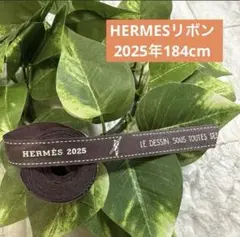 HERMESリボン
2025年184cm
HERMÈS 2025 LE DESSIN SOUS TOUTES SES